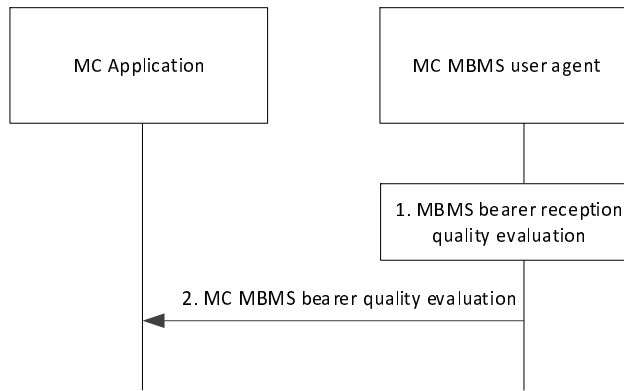 MC Application
MC MBMS user agent
1. MBMS bearer reception
quality evaluation
2. MC MBMS bearer quality evaluation